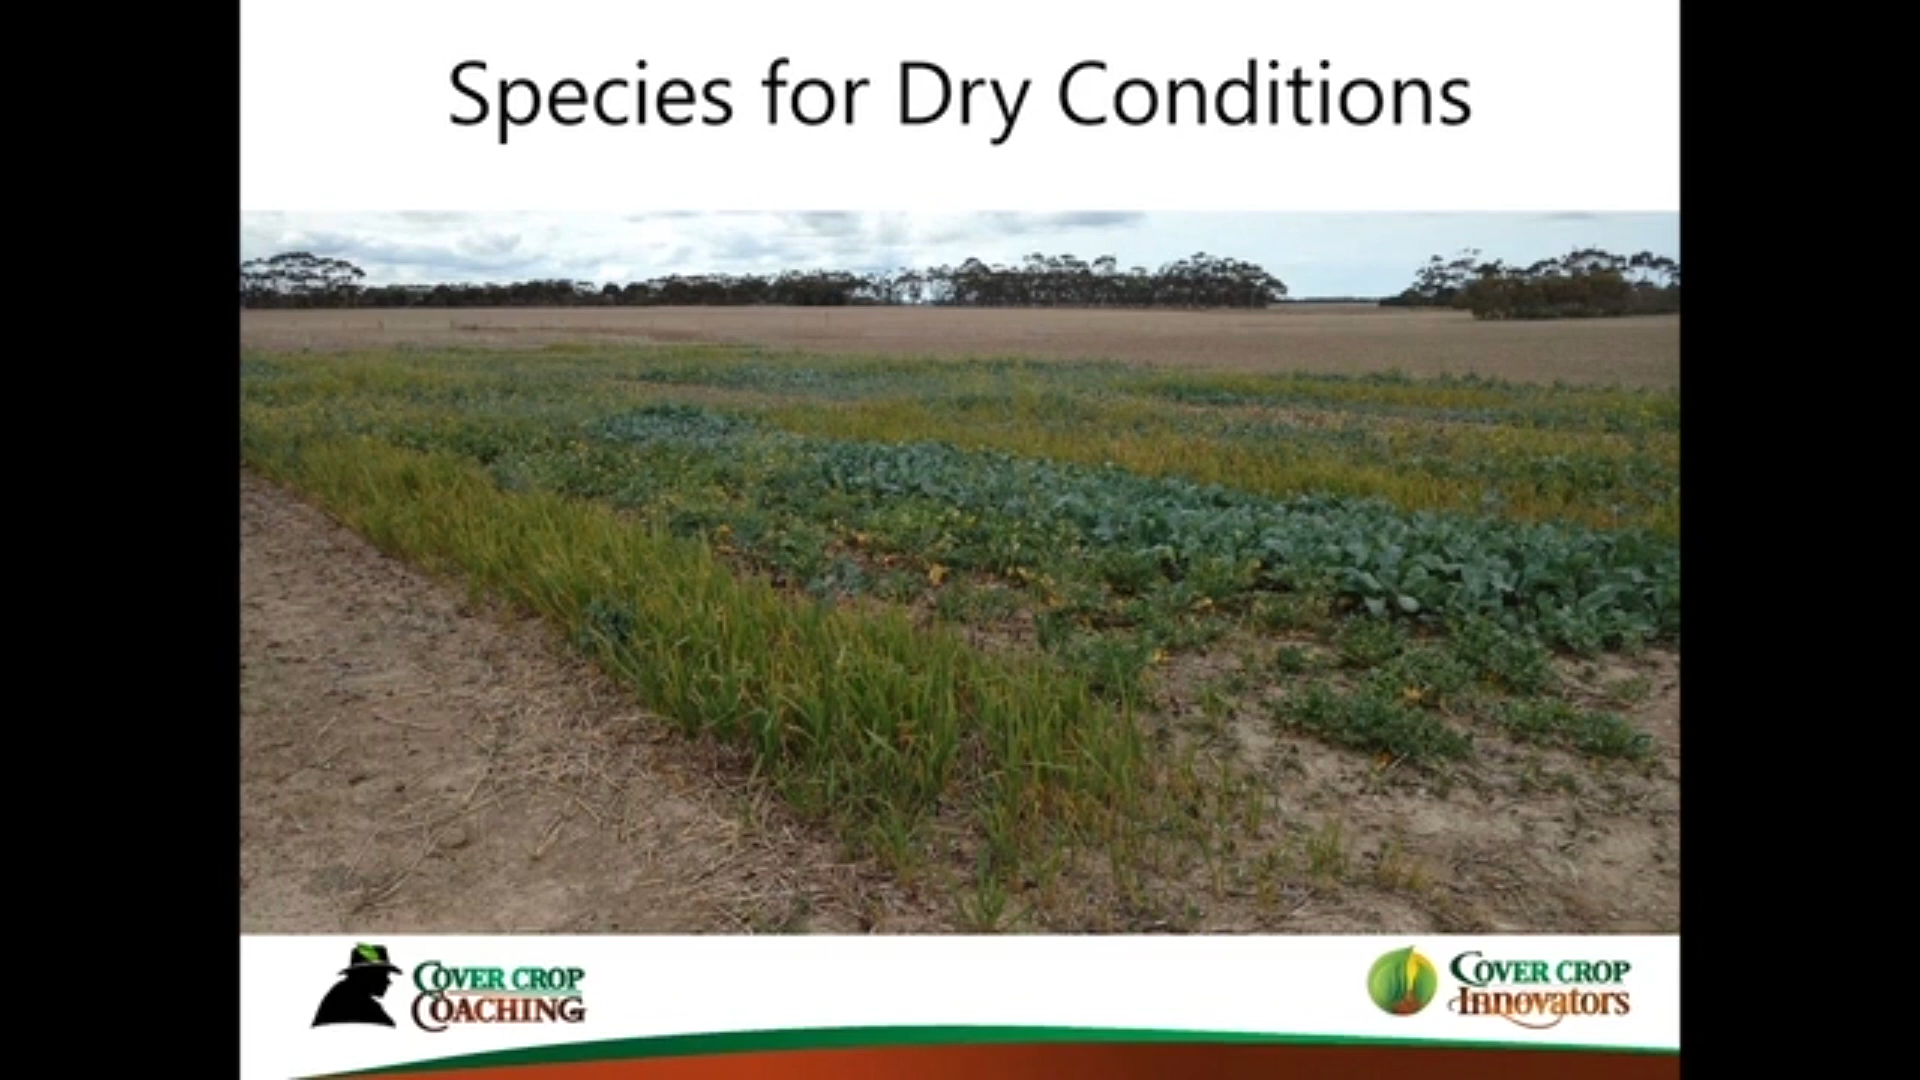 Species for Dry Conditions
COVER CROP
COACHING
COVER CROP
Innovators